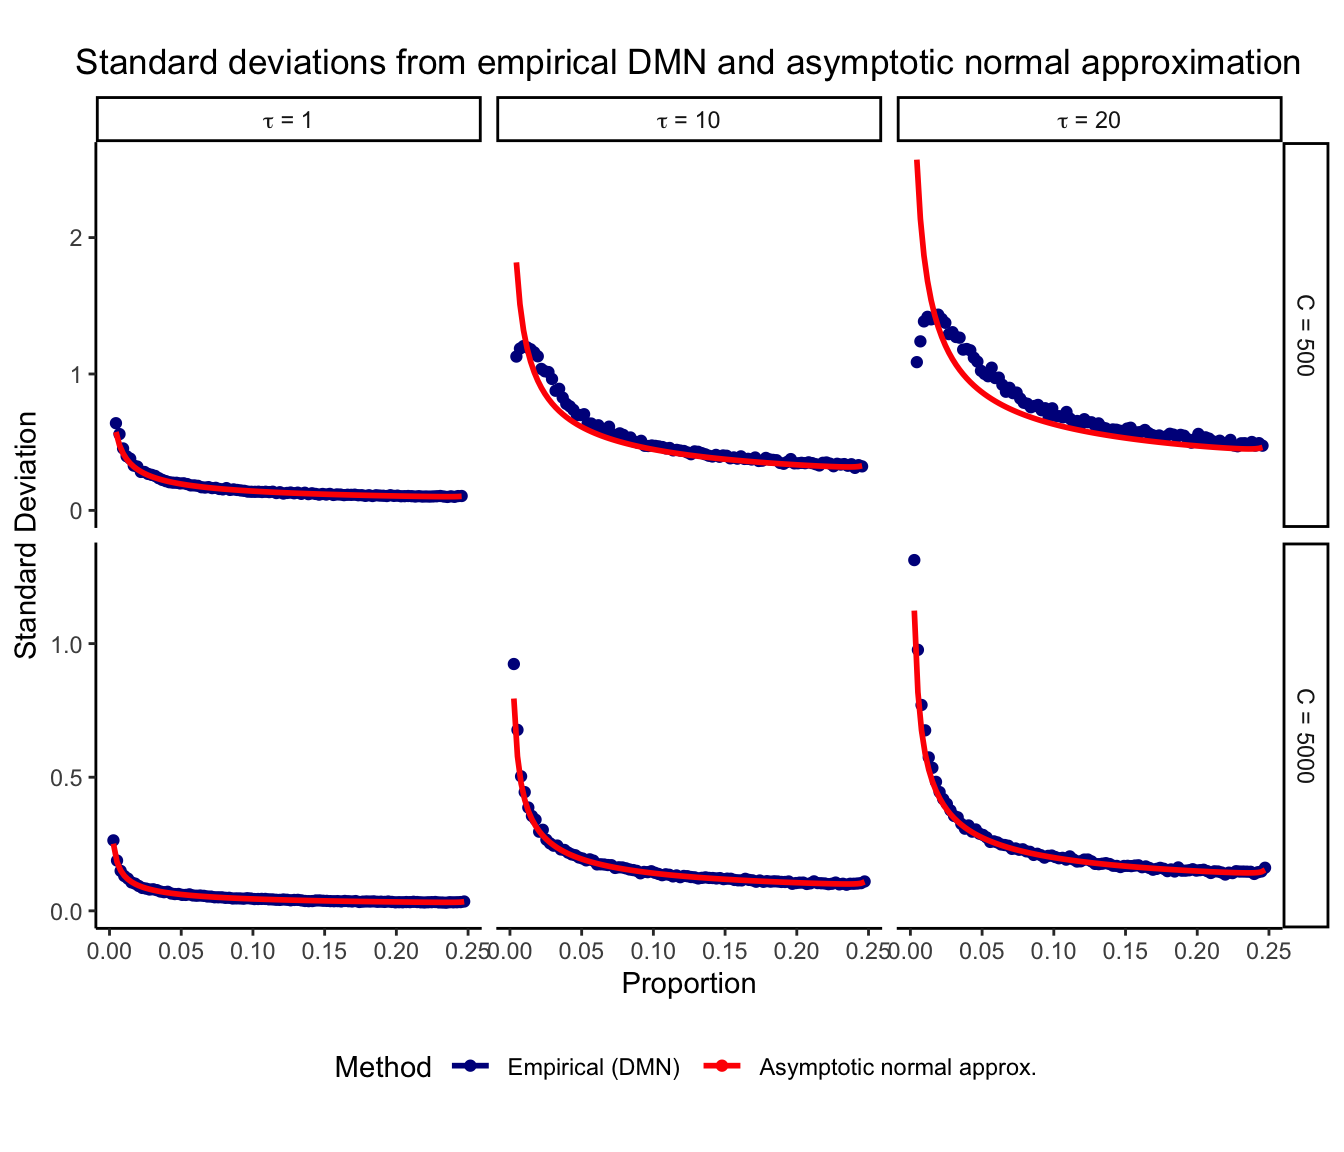 Standard deviations from empirical DMN and asymptotic normal approximation
τ = 1
τ = 10
τ = 20
C = 500
C = 5000
Standard Deviation
2
1
0
1.0
0.5
0.0
0.00 0.05 0.10 0.15 0.20 0.25
0.00 0.05 0.10 0.15 0.20 0.25
0.00 0.05 0.10 0.15 0.20 0.25
Proportion
Method Empirical (DMN) Asymptotic normal approx.